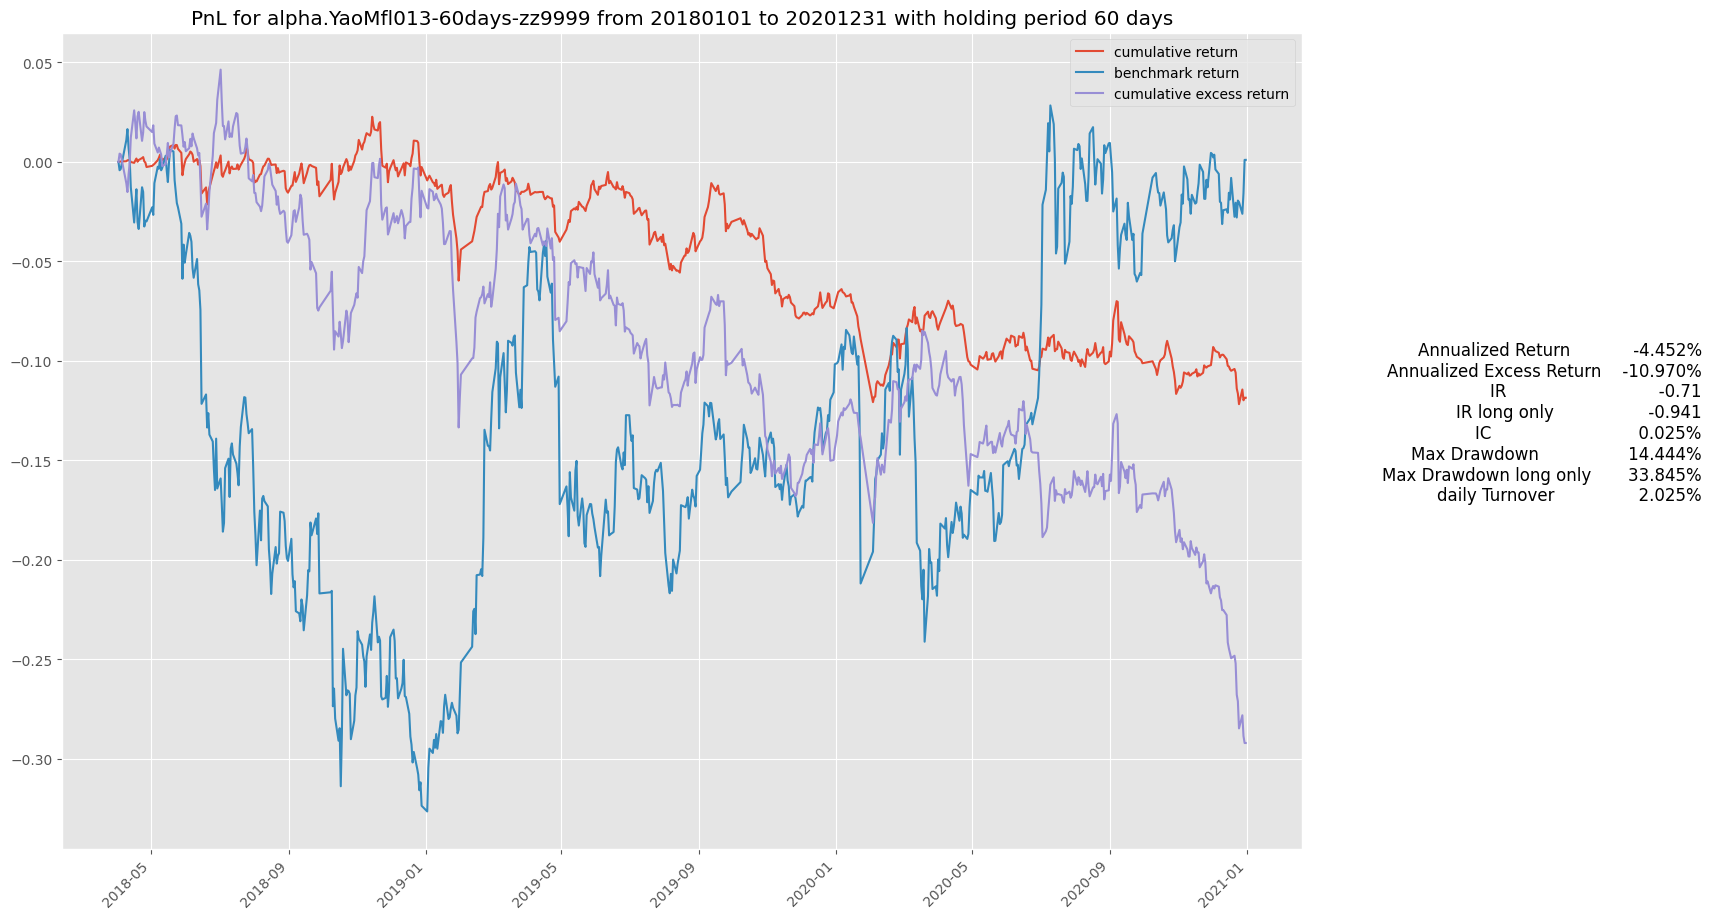 PnL for alpha.YaoMfl013-60days-zz9999 from 20180101 to 20201231 with holding period 60 days
cumulative return
benchmark return
cumulative excess return
0.05
0.00
−0.05
−0.10
−0.15
−0.20
−0.25
−0.30
2018-05
2018-09
2019-01
2019-05
2019-09
2020-01
2020-05
2020-09
2021-01
Annualized Return -4.452%
Annualized Excess Return -10.970%
IR -0.71
IR long only -0.941
IC 0.025%
Max Drawdown 14.444%
Max Drawdown long only 33.845%
daily Turnover 2.025%